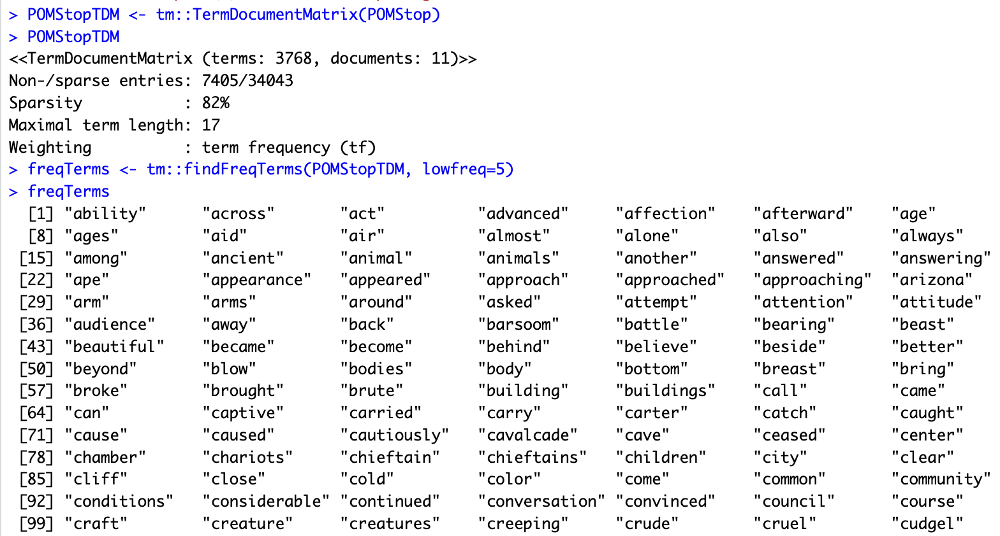 > POMStopTDM <- tm::TermDocumentMatrix(POMStop)
> POMStopTDM
<<TermDocumentMatrix (terms: 3768, documents: 11)>>
Non-/sparse entries: 7405/34043
Sparsity           : 82%
Maximal term length: 17
Weighting          : term frequency (tf)
> freqTerms <- tm::findFreqTerms(POMStopTDM, lowfreq=5)
> freqTerms
  [1] "ability"      "across"       "act"          "advanced"     "affection"    "afterward"    "age"
  [8] "ages"         "aid"          "air"          "almost"       "alone"        "also"         "always"
 [15] "among"        "ancient"      "animal"       "animals"      "another"      "answered"     "answering"
 [22] "ape"          "appearance"   "appeared"     "approach"     "approached"   "approaching"  "arizona"
 [29] "arm"          "arms"         "around"       "asked"        "attempt"      "attention"    "attitude"
 [36] "audience"     "away"         "back"         "barsoom"      "battle"       "bearing"      "beast"
 [43] "beautiful"    "became"       "become"       "behind"       "believe"      "beside"       "better"
 [50] "beyond"       "blow"         "bodies"       "body"         "bottom"       "breast"       "bring"
 [57] "broke"        "brought"      "brute"        "building"     "buildings"    "call"         "came"
 [64] "can"          "captive"      "carried"      "carry"        "carter"       "catch"        "caught"
 [71] "cause"        "caused"       "cautiously"   "cavalcade"    "cave"         "ceased"       "center"
 [78] "chamber"      "chariots"     "chieftain"    "chieftains"   "children"     "city"         "clear"
 [85] "cliff"        "close"        "cold"         "color"        "come"         "common"       "community"
 [92] "conditions"   "considerable" "continued"    "conversation" "convinced"    "council"      "course"
 [99] "craft"        "creature"     "creatures"    "creeping"     "crude"        "cruel"        "cudgel"